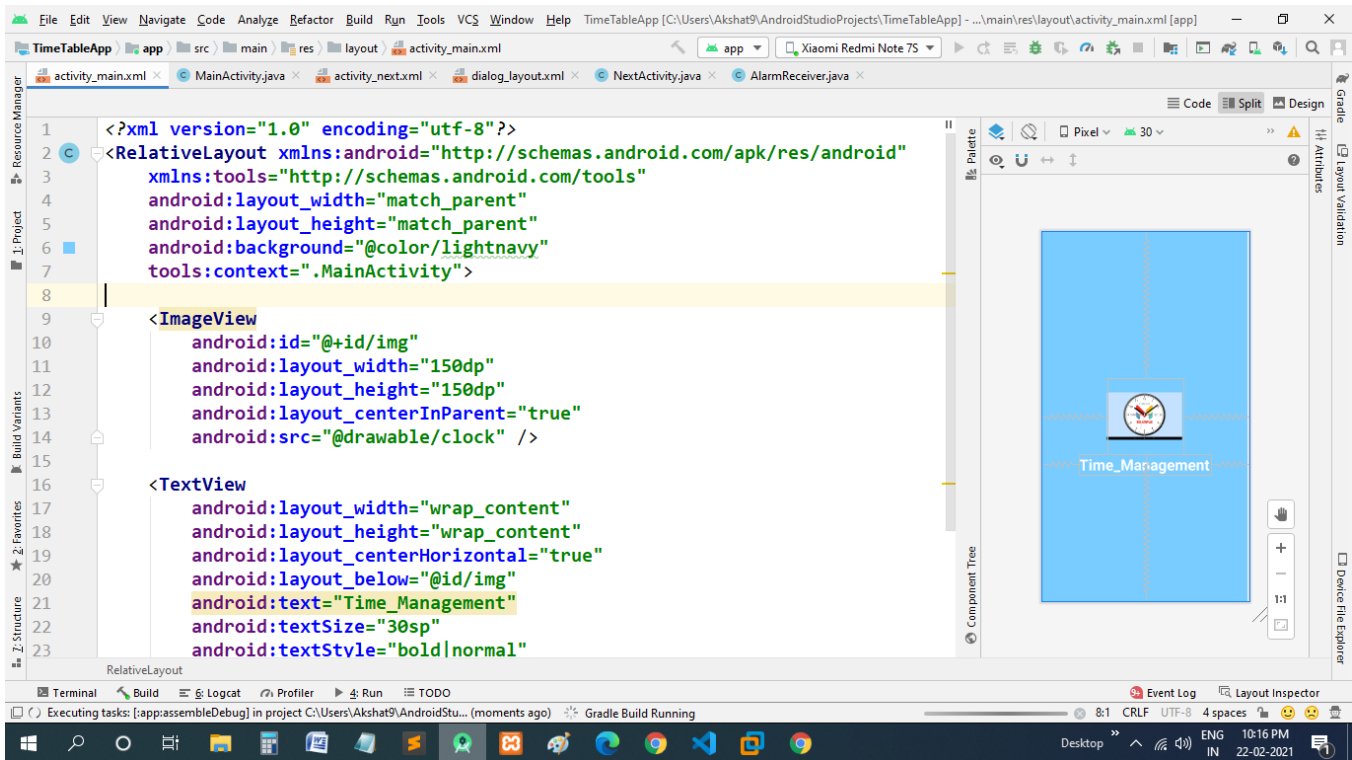 File Edit View Navigate Code Analyze Refactor Build Run Tools VCS Window Help TimeTableApp [C:\Users\Akshat9\AndroidStudioProjects\TimeTableApp] - ...\main\res\layout\activity_main.xml [app]
TimeTableApp app src main res layout activity_main.xml app Xiaomi Redmi Note 7S
activity_main.xml MainActivity.java activity_next.xml dialog_layout.xml NextActivity.java AlarmReceiver.java
Code Split Design
Resource Manager
1: Project
Build Variants
2: Favorites
Z: Structure
1 <?xml version="1.0" encoding="utf-8"?>
2 <RelativeLayout xmlns:android="http://schemas.android.com/apk/res/android"
3 xmlns:tools="http://schemas.android.com/tools"
4 android:layout_width="match_parent"
5 android:layout_height="match_parent"
6 android:background="@color/lightnavy"
7 tools:context=".MainActivity">
8
9 <ImageView
10 android:id="@+id/img"
11 android:layout_width="150dp"
12 android:layout_height="150dp"
13 android:layout_centerInParent="true"
14 android:src="@drawable/clock" />
15
16 <TextView
17 android:layout_width="wrap_content"
18 android:layout_height="wrap_content"
19 android:layout_centerHorizontal="true"
20 android:layout_below="@id/img"
21 android:text="Time_Management"
22 android:textSize="30sp"
23 android:textStyle="bold|normal"
RelativeLayout
Palette
Component Tree
Pixel 30
Time_Management
1:1
Attributes
Gradle
Layout Validation
Device File Explorer
Terminal Build 6: Logcat Profiler 4: Run TODO 9+ Event Log Layout Inspector
Executing tasks: [:app:assembleDebug] in project C:\Users\Akshat9\AndroidStu... (moments ago) Gradle Build Running 8:1 CRLF UTF-8 4 spaces
Desktop ENG 10:16 PM
IN 22-02-2021
1